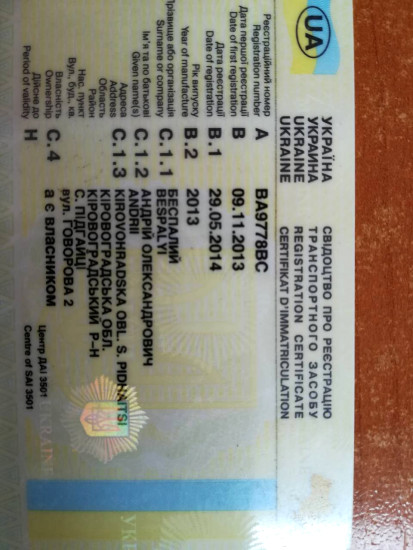 UA
УКРАЇНА
УКРАИНА
UKRAINE
UKRAINE
СВІДОЦТВО ПРО РЕЄСТРАЦІЮ
ТРАНСПОРТНОГО ЗАСОБУ
REGISTRATION CERTIFICATE
CERTIFIKAT D'IMMATRICULATION
Реєстраційний номер
Registration number A BA9778BC
Дата першої реєстрації
Date of first registration B 09.11.2013
Дата реєстрації
Date of registration B.1 29.05.2014
Рік випуску
Year of manufacture B.2 2013
Прізвище або організація C.1.1 БЕСПАЛИЙ
Surname or company BESPALYI
Ім'я та по батькові C.1.2 АНДРІЙ ОЛЕКСАНДРОВИЧ
Given name(s) ANDRII
Адреса C.1.3 KIROVOHRADSKA OBL. S. PIDHAITSI
Address
Область КІРОВОГРАДСЬКА ОБЛ.
Район КІРОВОГРАДСЬКИЙ Р-Н
Нас. пункт С. ПІДГАЙЦІ
Вул., буд., кв. ВУЛ. ГОВОРОВА 2
Власність
Ownership C.4 а є власником
Дійсне до
Period of validity H
Центр ДАІ 3501
Centre of SAI 3501